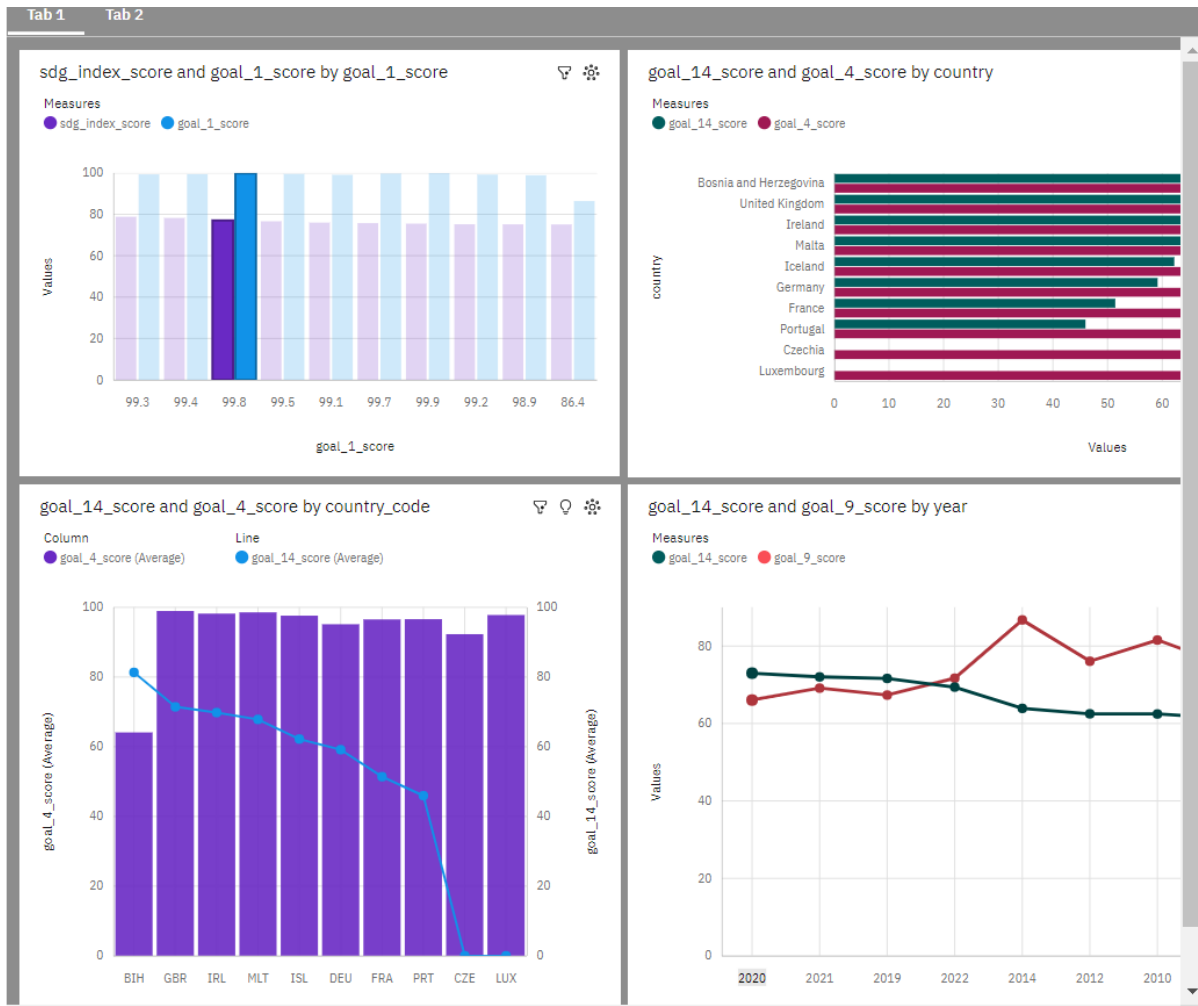 Tab 1 Tab 2
sdg_index_score and goal_1_score by goal_1_score
Measures
sdg_index_score goal_1_score
100
80
60
40
20
0
Values
99.3 99.4 99.8 99.5 99.1 99.7 99.9 99.2 98.9 86.4
goal_1_score
goal_14_score and goal_4_score by country
Measures
goal_14_score goal_4_score
country
Bosnia and Herzegovina
United Kingdom
Ireland
Malta
Iceland
Germany
France
Portugal
Czechia
Luxembourg
0 10 20 30 40 50 60
Values
goal_14_score and goal_4_score by country_code
Column Line
goal_4_score (Average) goal_14_score (Average)
goal_4_score (Average)
100 100
80 80
60 60
40 40
20 20
0 0
goal_14_score (Average)
BIH GBR IRL MLT ISL DEU FRA PRT CZE LUX
goal_14_score and goal_9_score by year
Measures
goal_14_score goal_9_score
Values
80
60
40
20
0
2020 2021 2019 2022 2014 2012 2010